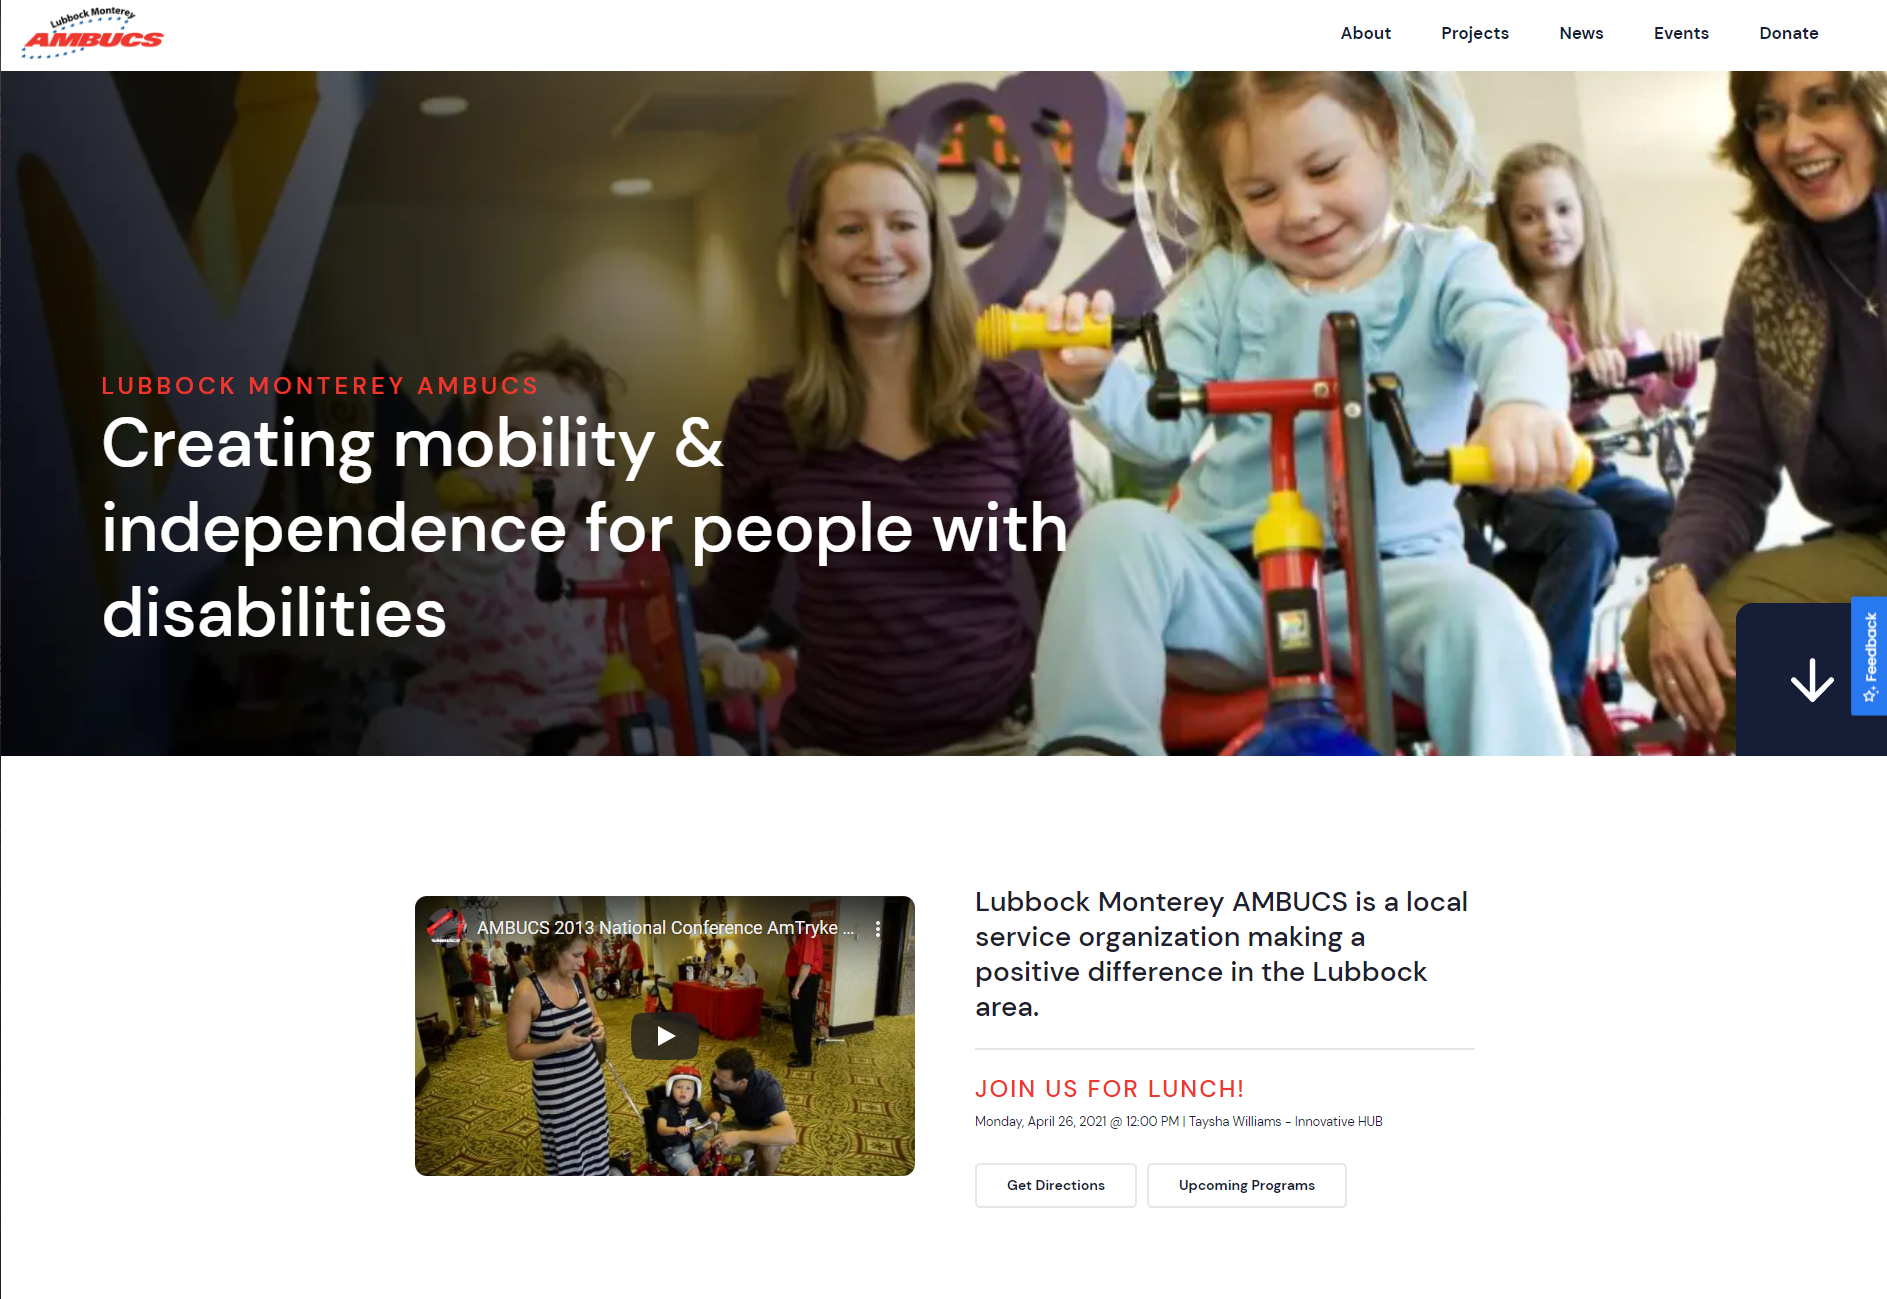 Lubbock Monterey
AMBUCS
About Projects News Events Donate
LUBBOCK MONTEREY AMBUCS
Creating mobility &
independence for people with
disabilities
Feedback
AMBUCS 2013 National Conference AmTryke ...
Lubbock Monterey AMBUCS is a local
service organization making a
positive difference in the Lubbock
area.
JOIN US FOR LUNCH!
Monday, April 26, 2021 @ 12:00 PM | Taysha Williams - Innovative HUB
Get Directions Upcoming Programs